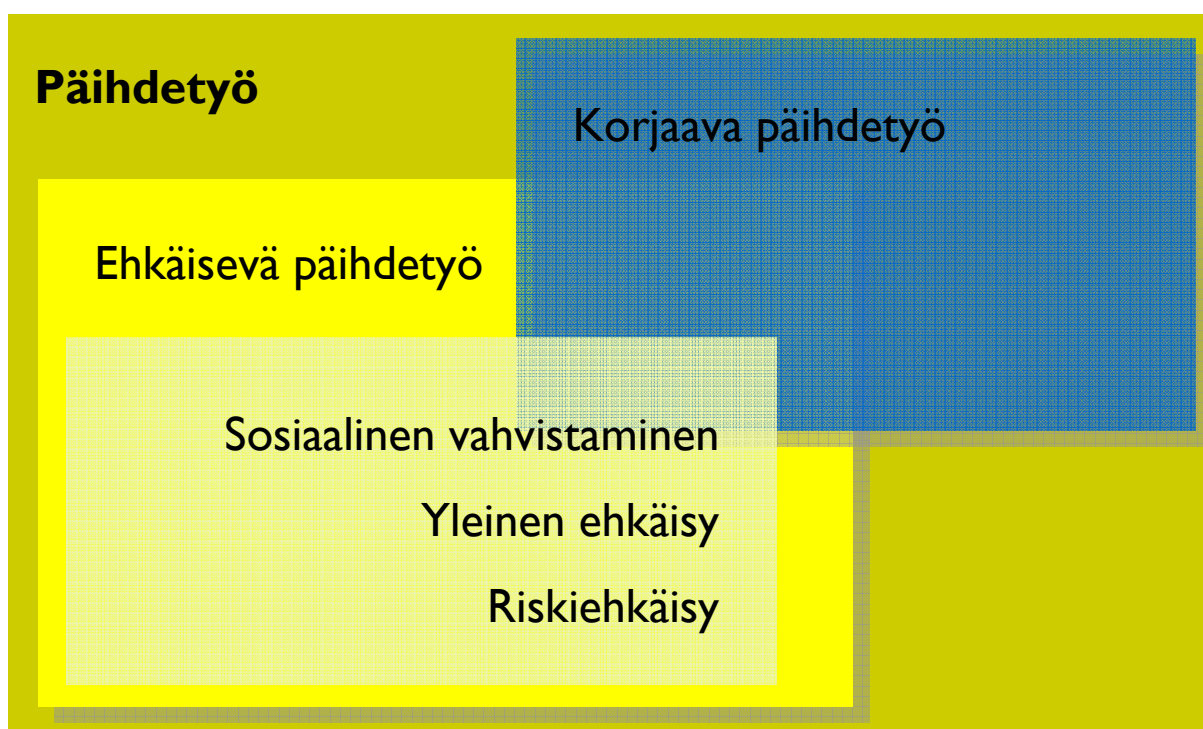 Päihdetyö
Korjaava päihdetyö
Ehkäisevä päihdetyö
Sosiaalinen vahvistaminen
Yleinen ehkäisy
Riskiehkäisy